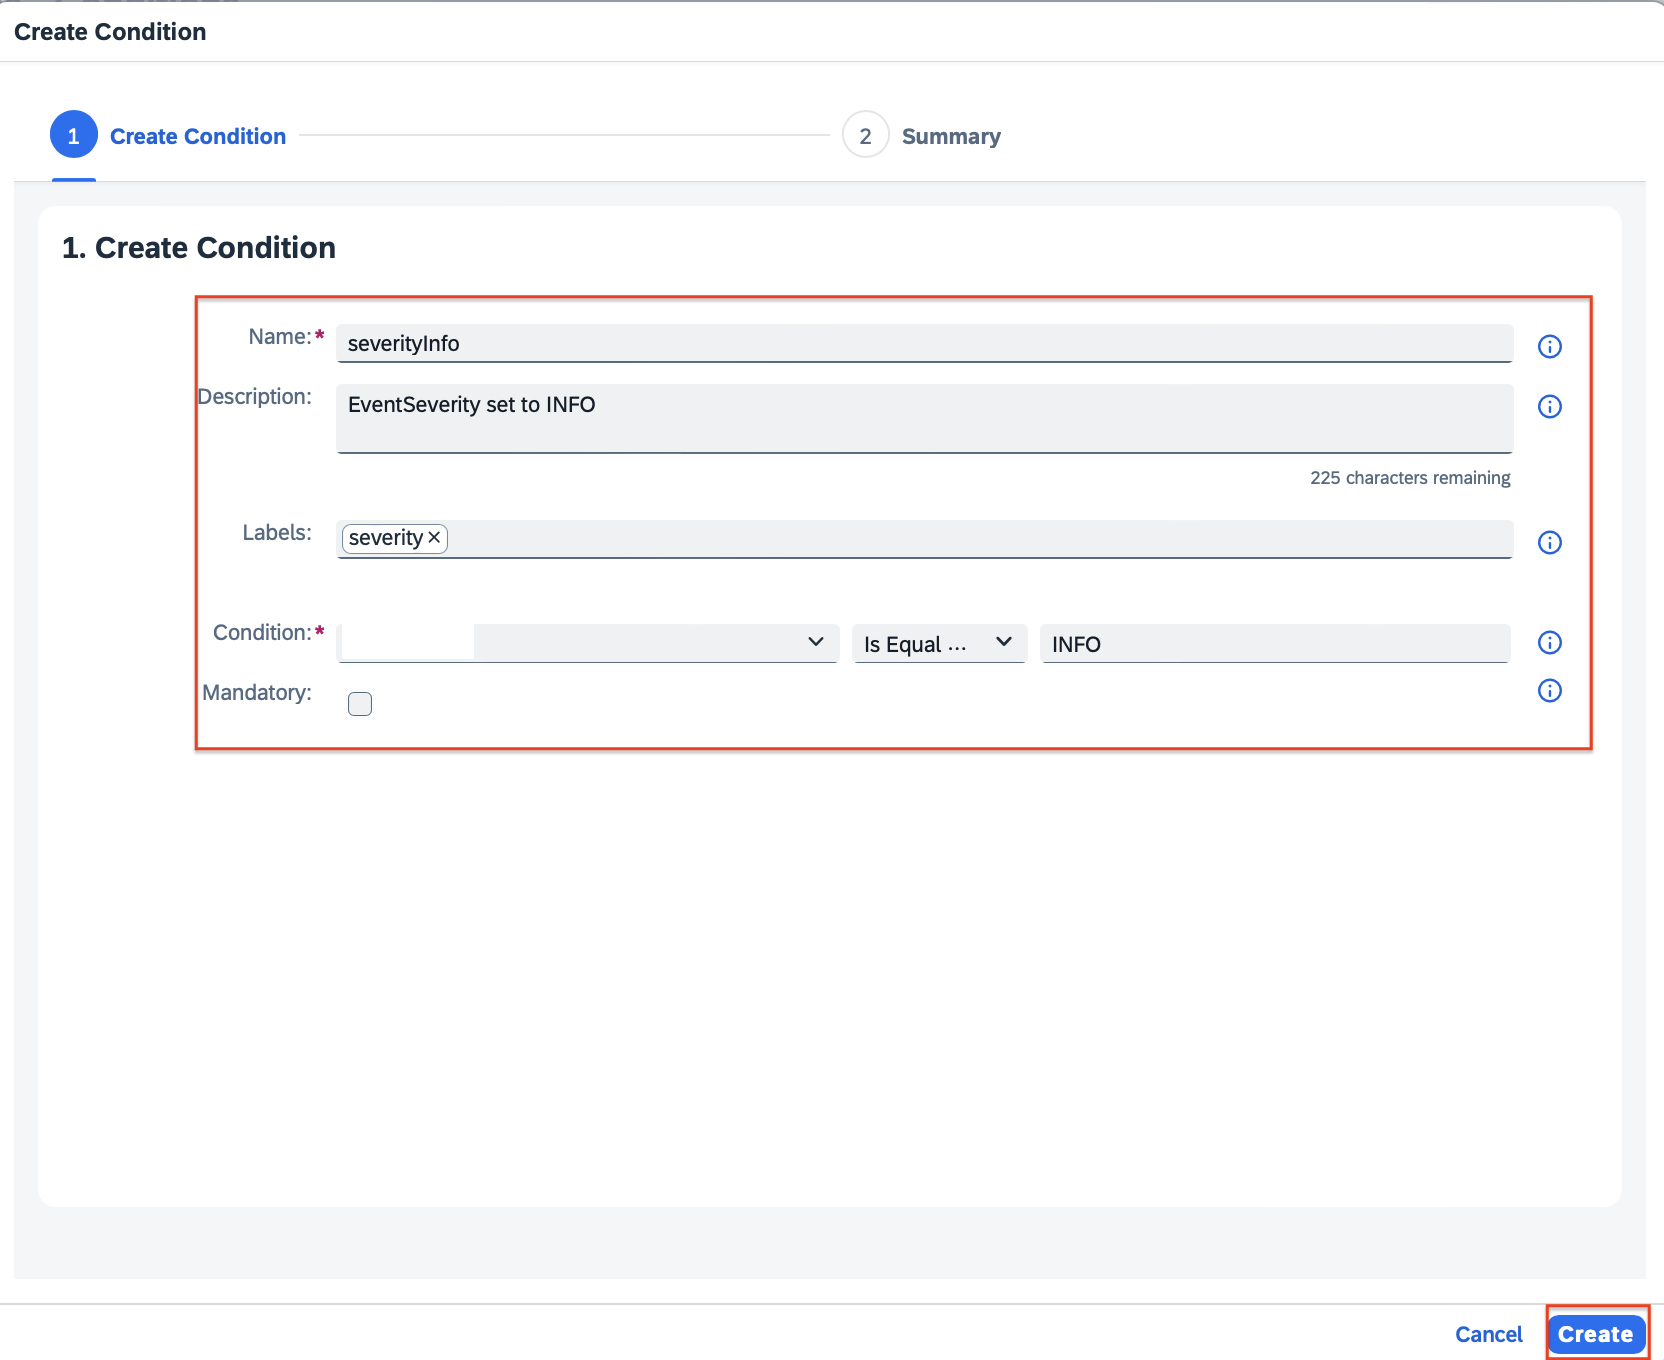 Create Condition
1 Create Condition 2 Summary
1. Create Condition
Name:* severityInfo
Description: EventSeverity set to INFO
225 characters remaining
Labels: severity
Condition:* Is Equal ... INFO
Mandatory:
Cancel Create